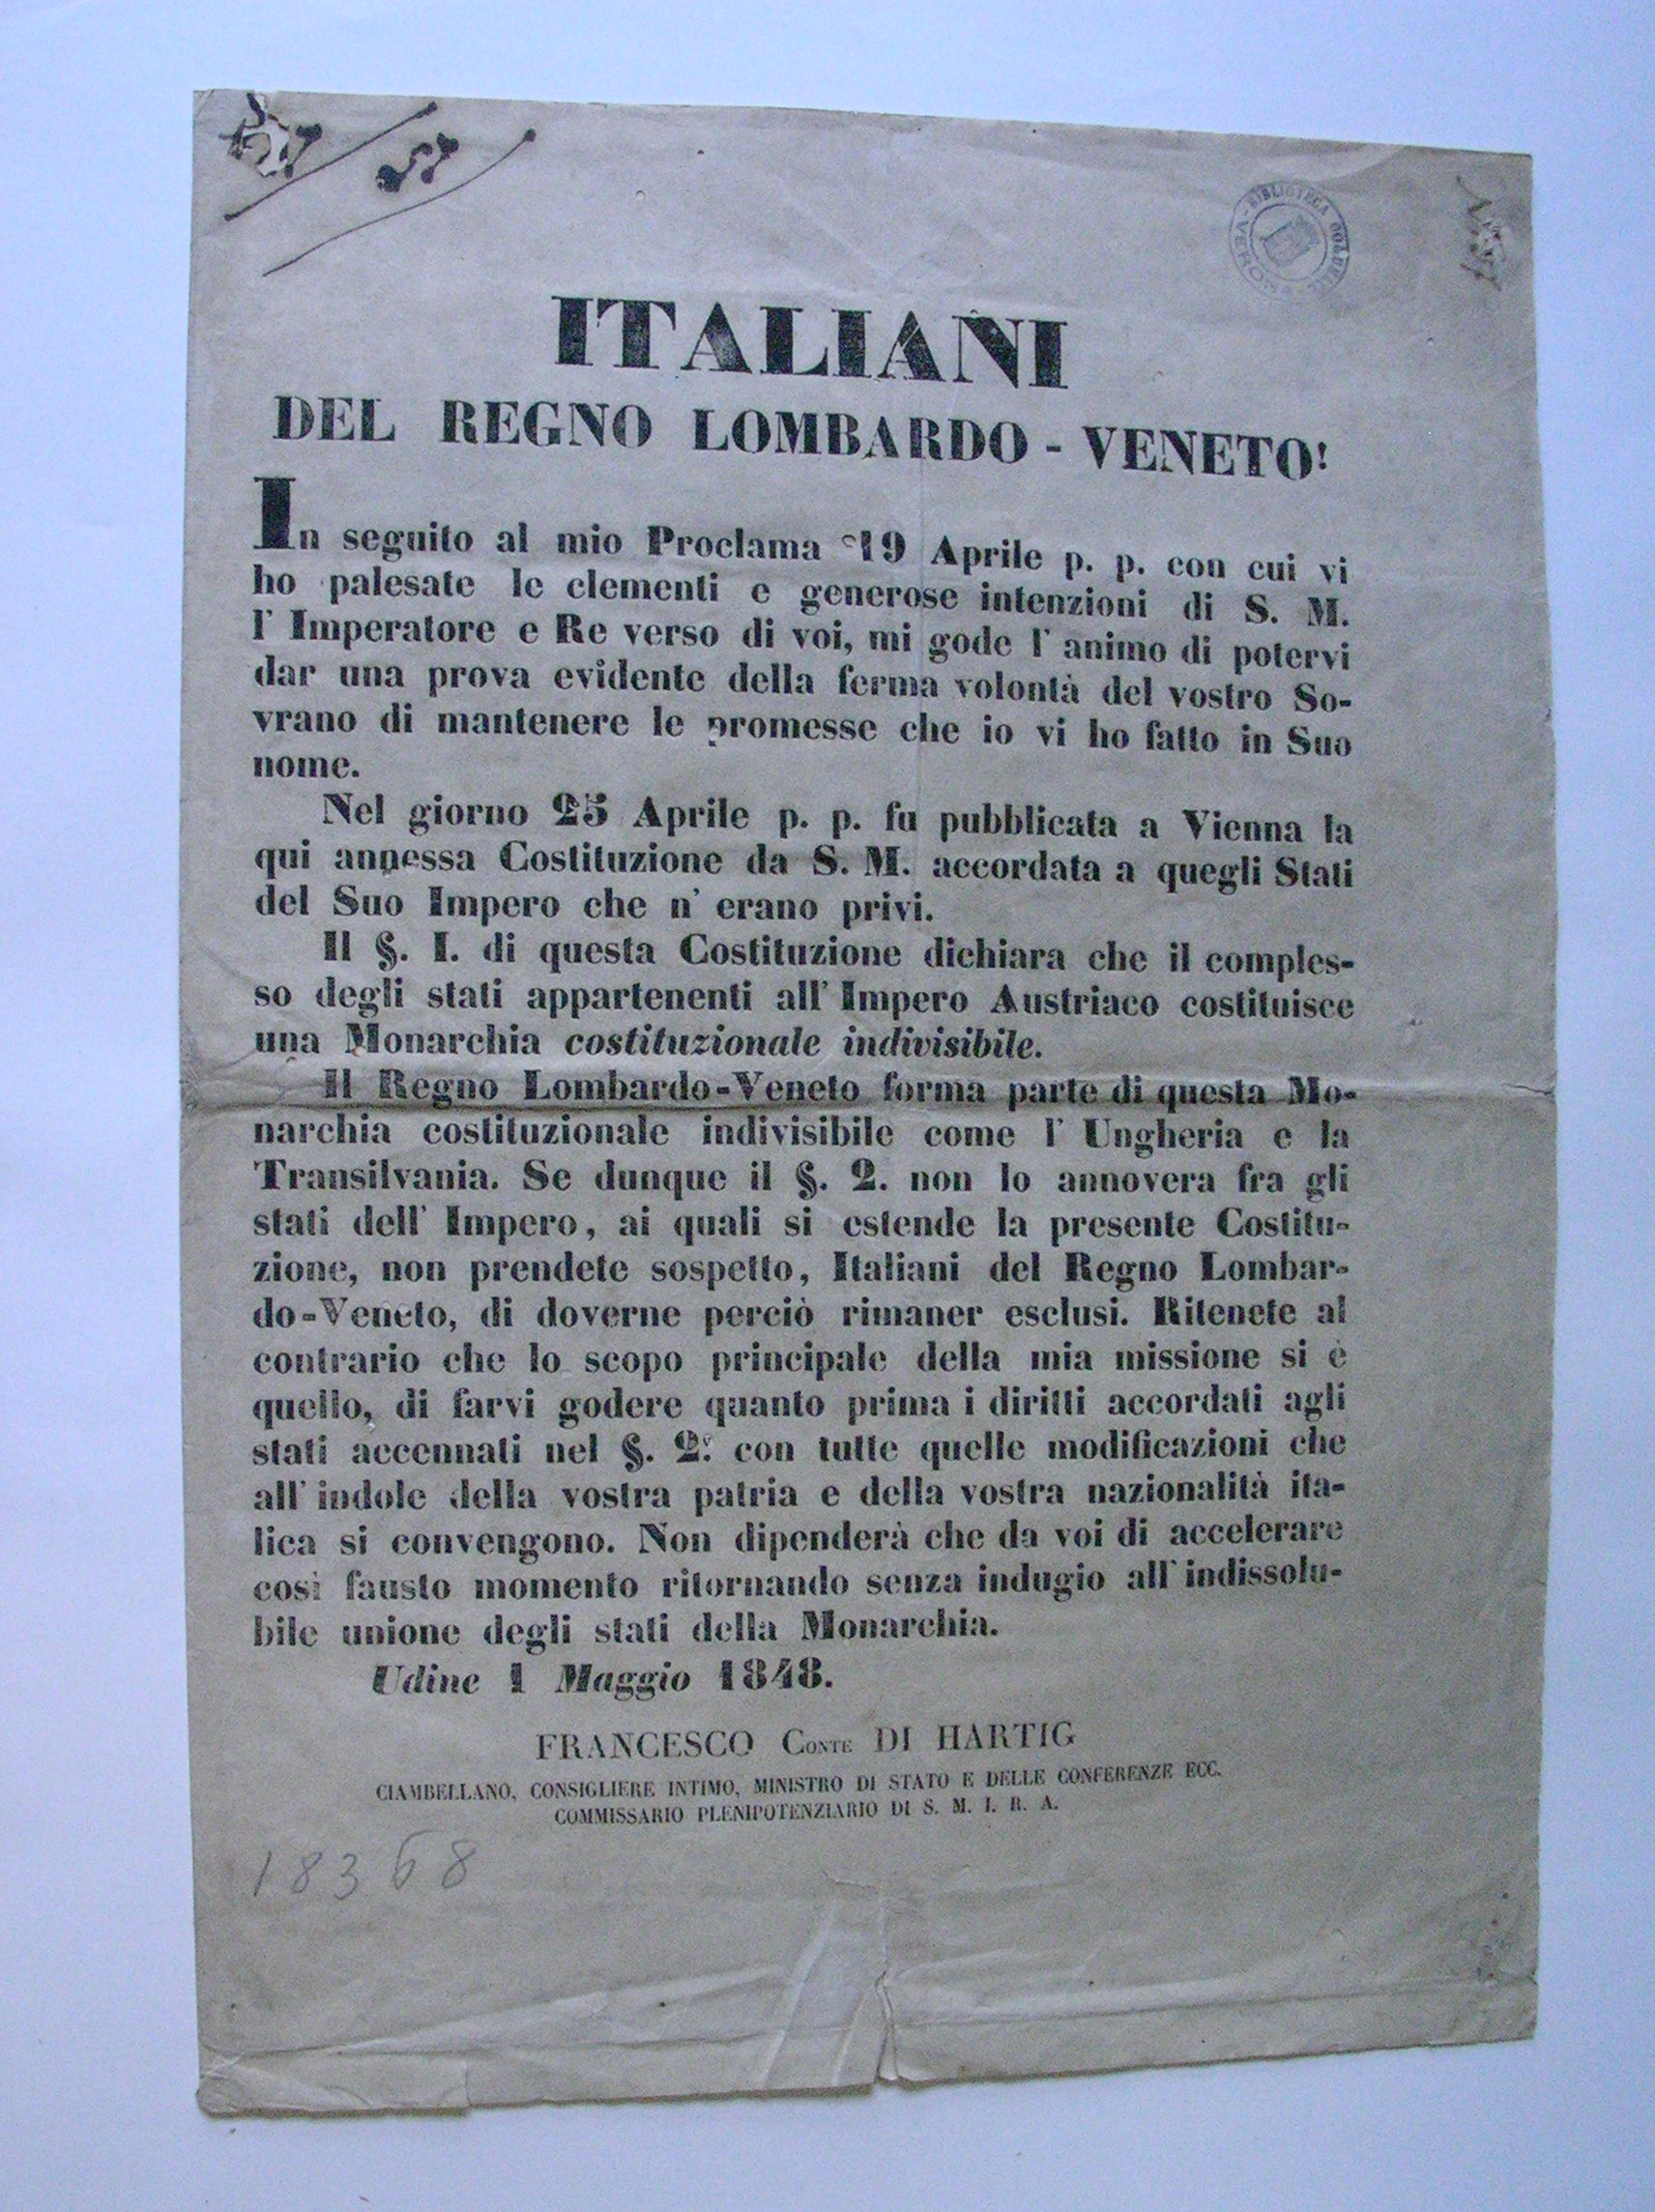 57
ITALIANI
DEL REGNO LOMBARDO - VENETO!
In seguito al mio Proclama 19 Aprile p. p. con cui vi
ho palesate le clementi e generose intenzioni di S. M.
l' Imperatore e Re verso di voi, mi gode l' animo di potervi
dar una prova evidente della ferma volontà del vostro So-
vrano di mantenere le promesse che io vi ho fatto in Suo
nome.
Nel giorno 25 Aprile p. p. fu pubblicata a Vienna la
qui annessa Costituzione da S. M. accordata a quegli Stati
del Suo Impero che n' erano privi.
Il §. I. di questa Costituzione dichiara che il comples-
so degli stati appartenenti all' Impero Austriaco costituisce
una Monarchia costituzionale indivisibile.
Il Regno Lombardo-Veneto forma parte di questa Mo-
narchia costituzionale indivisibile come l' Ungheria e la
Transilvania. Se dunque il §. 2. non lo annovera fra gli
stati dell' Impero, ai quali si estende la presente Costitu-
zione, non prendete sospetto, Italiani del Regno Lombar-
do-Veneto, di doverne perciò rimaner esclusi. Ritenete al
contrario che lo scopo principale della mia missione si è
quello, di farvi godere quanto prima i diritti accordati agli
stati accennati nel §. 2. con tutte quelle modificazioni che
all' indole della vostra patria e della vostra nazionalità ita-
lica si convengono. Non dipenderà che da voi di accelerare
così fausto momento ritornando senza indugio all' indissolu-
bile unione degli stati della Monarchia.
Udine 1 Maggio 1848.
FRANCESCO CONTE DI HARTIG
CIAMBELLANO, CONSIGLIERE INTIMO, MINISTRO DI STATO E DELLE CONFERENZE ECC.
COMMISSARIO PLENIPOTENZIARIO DI S. M. I. R. A.
18368